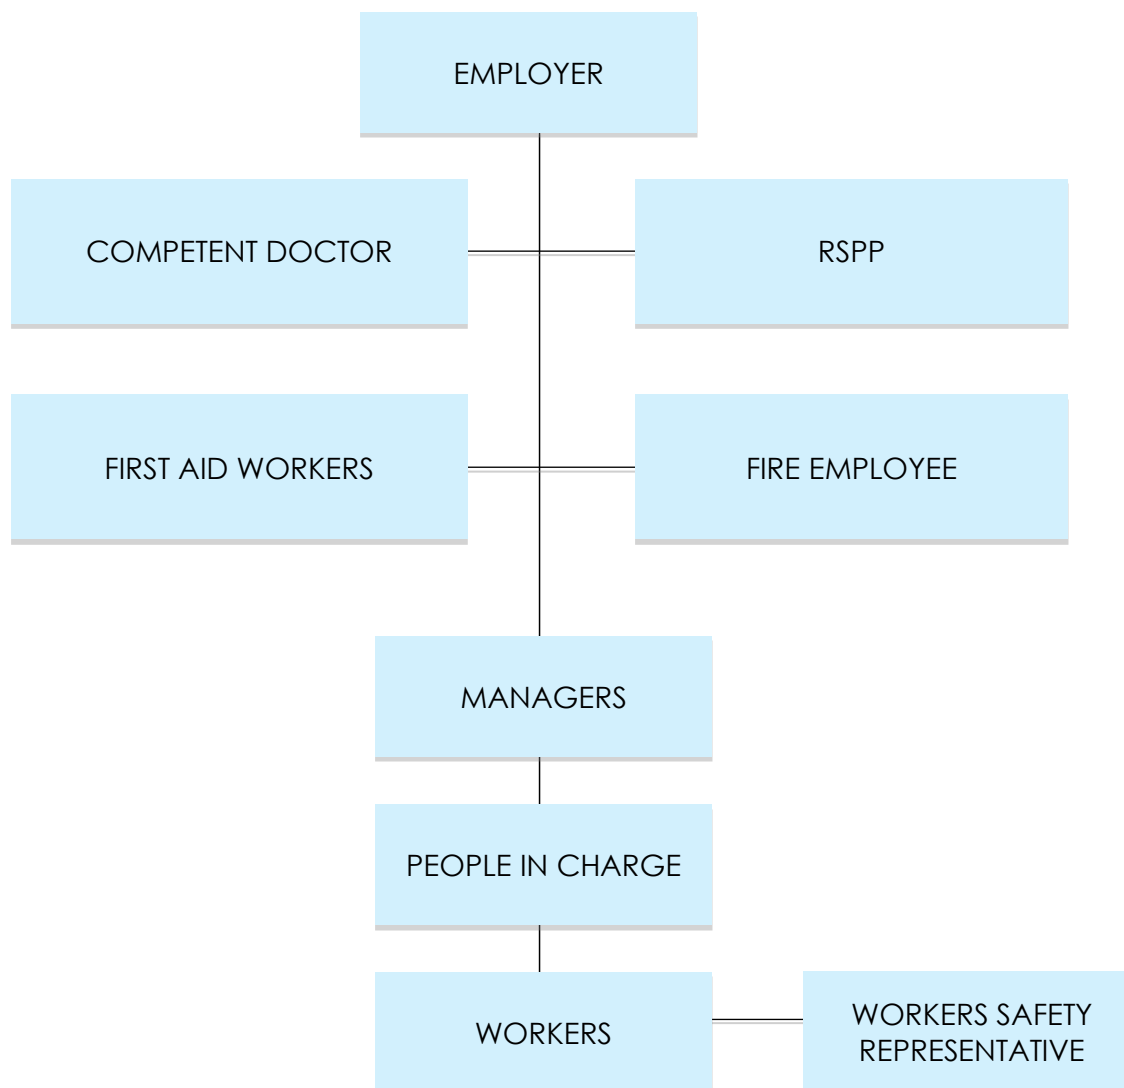 EMPLOYER
COMPETENT DOCTOR
RSPP
FIRST AID WORKERS
FIRE EMPLOYEE
MANAGERS
PEOPLE IN CHARGE
WORKERS
WORKERS SAFETY
REPRESENTATIVE